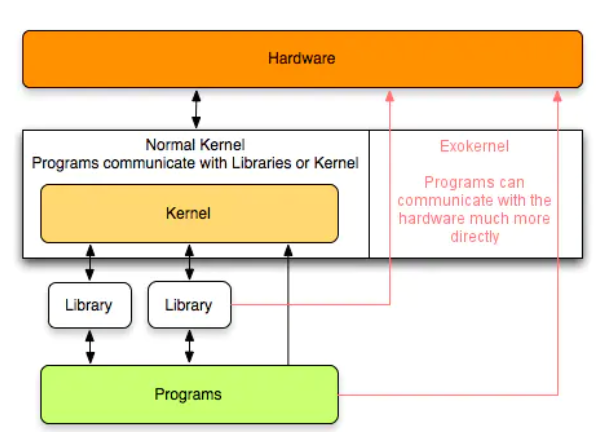 Hardware
Normal Kernel
Programs communicate with Libraries or Kernel
Kernel
Exokernel
Programs can
communicate with the
hardware much more
directly
Library
Library
Programs